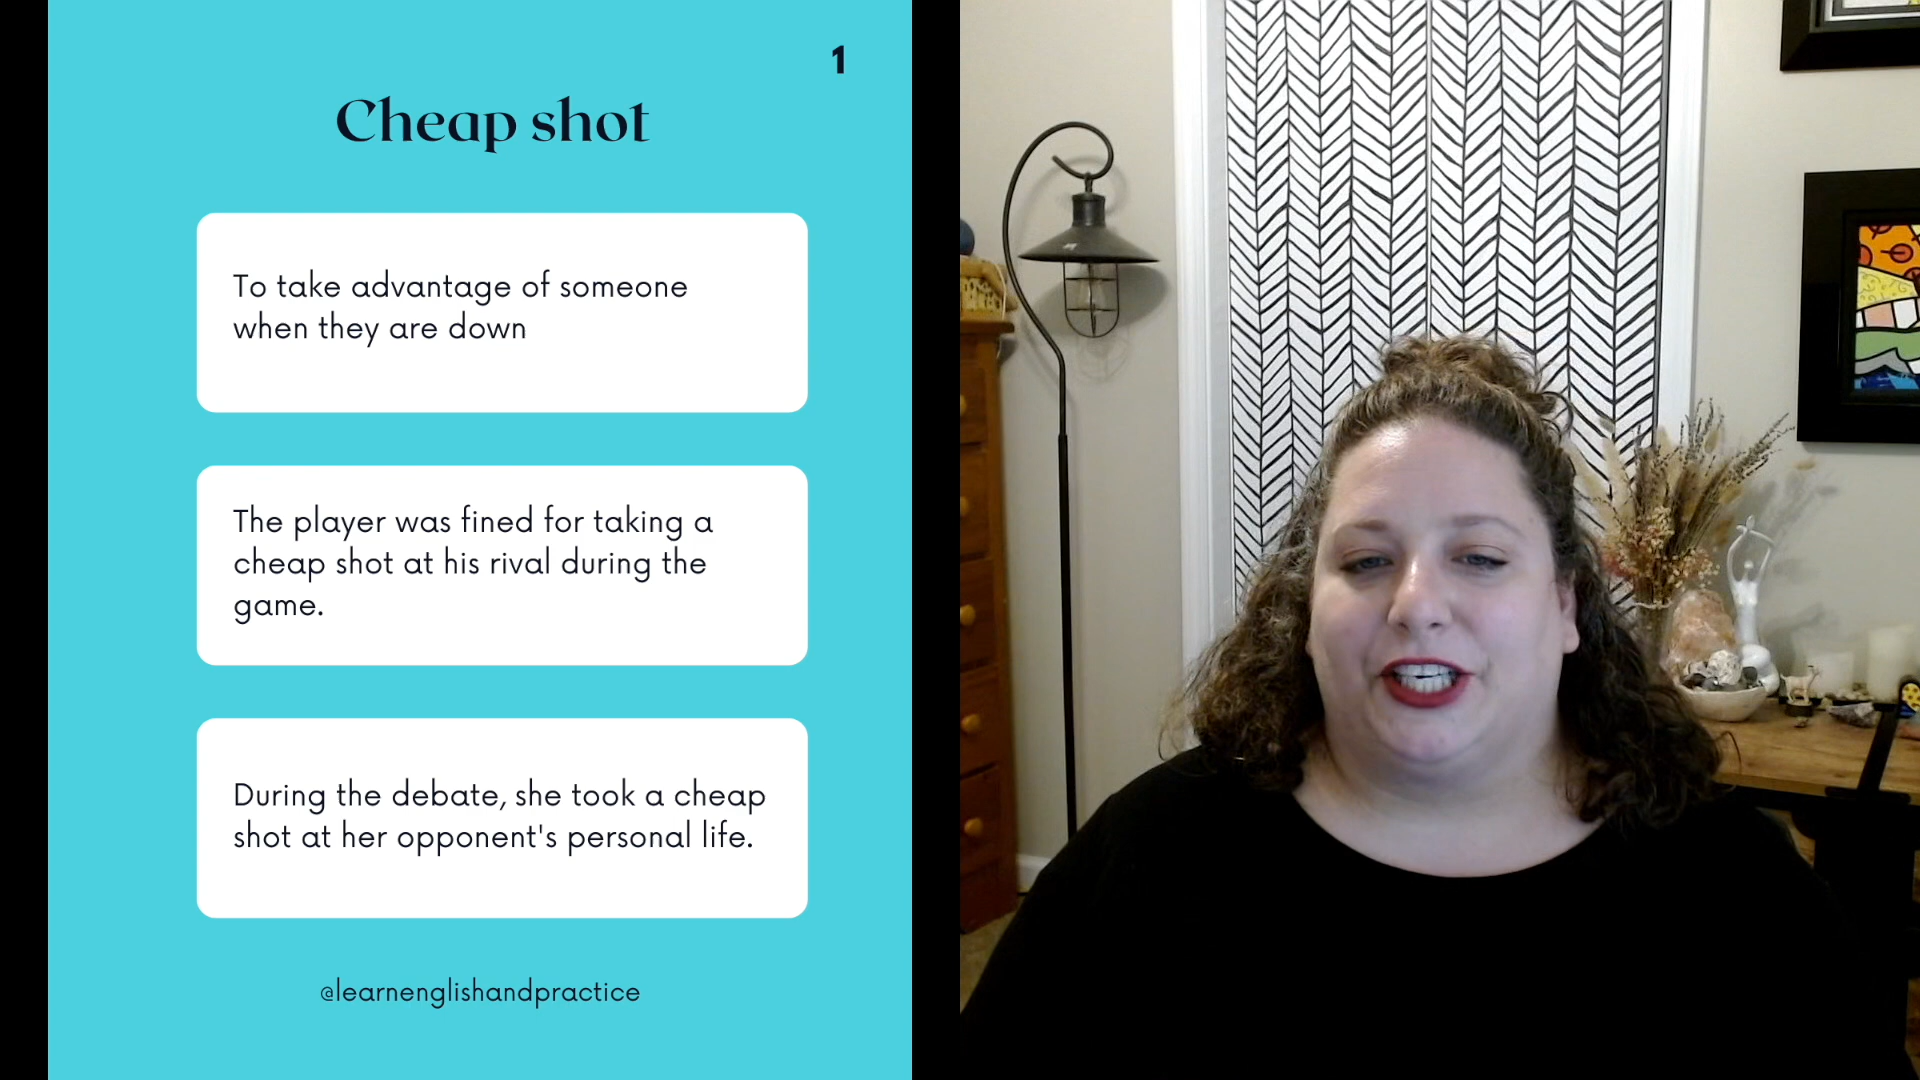 1
Cheap shot
To take advantage of someone
when they are down
The player was fined for taking a
cheap shot at his rival during the
game.
During the debate, she took a cheap
shot at her opponent's personal life.
@learnenglishandpractice